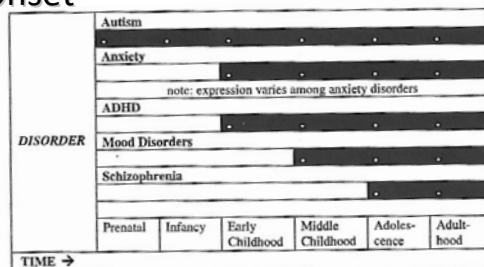 onset
Autism
Anxiety
note: expression varies among anxiety disorders
ADHD
DISORDER
Mood Disorders
Schizophrenia
Prenatal Infancy Early Childhood Middle Childhood Adoles-cence Adult-hood
TIME →